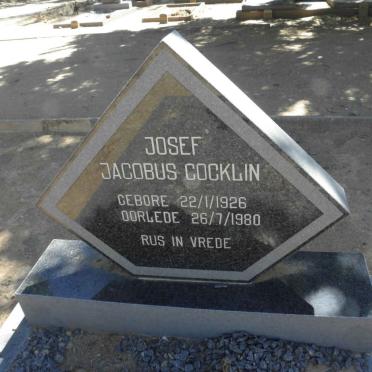 JOSEF
JACOBUS COCKLIN
GEBORE 22/1/1926
OORLEDE 26/7/1980
RUS IN VREDE